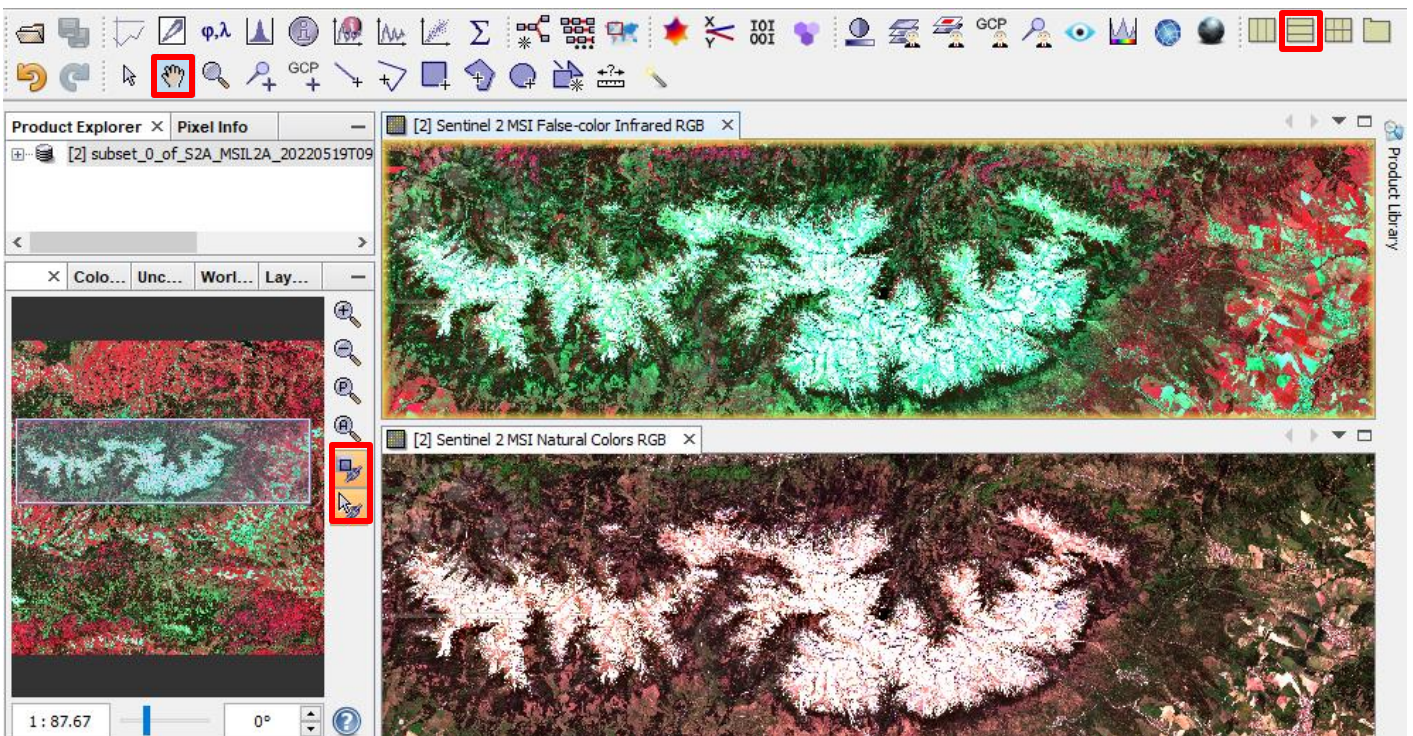 φ,λ
Σ
X
Y
IOI
OOI
GCP
GCP
+?+
Product Explorer × Pixel Info
[2] subset_0_of_S2A_MSIL2A_20220519T09
× Colo... Unc... Worl... Lay...
P
A
1 : 87.67
0°
?
[2] Sentinel 2 MSI False-color Infrared RGB ×
[2] Sentinel 2 MSI Natural Colors RGB ×
Product Library